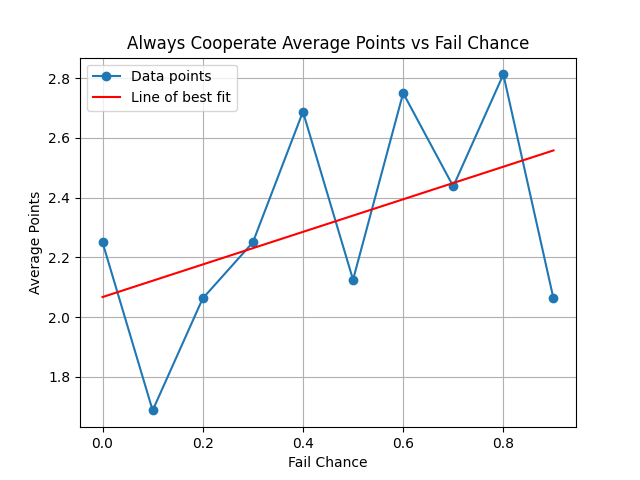 Always Cooperate Average Points vs Fail Chance
Data points
Line of best fit
2.8
2.6
2.4
2.2
2.0
1.8
Average Points
0.0 0.2 0.4 0.6 0.8
Fail Chance